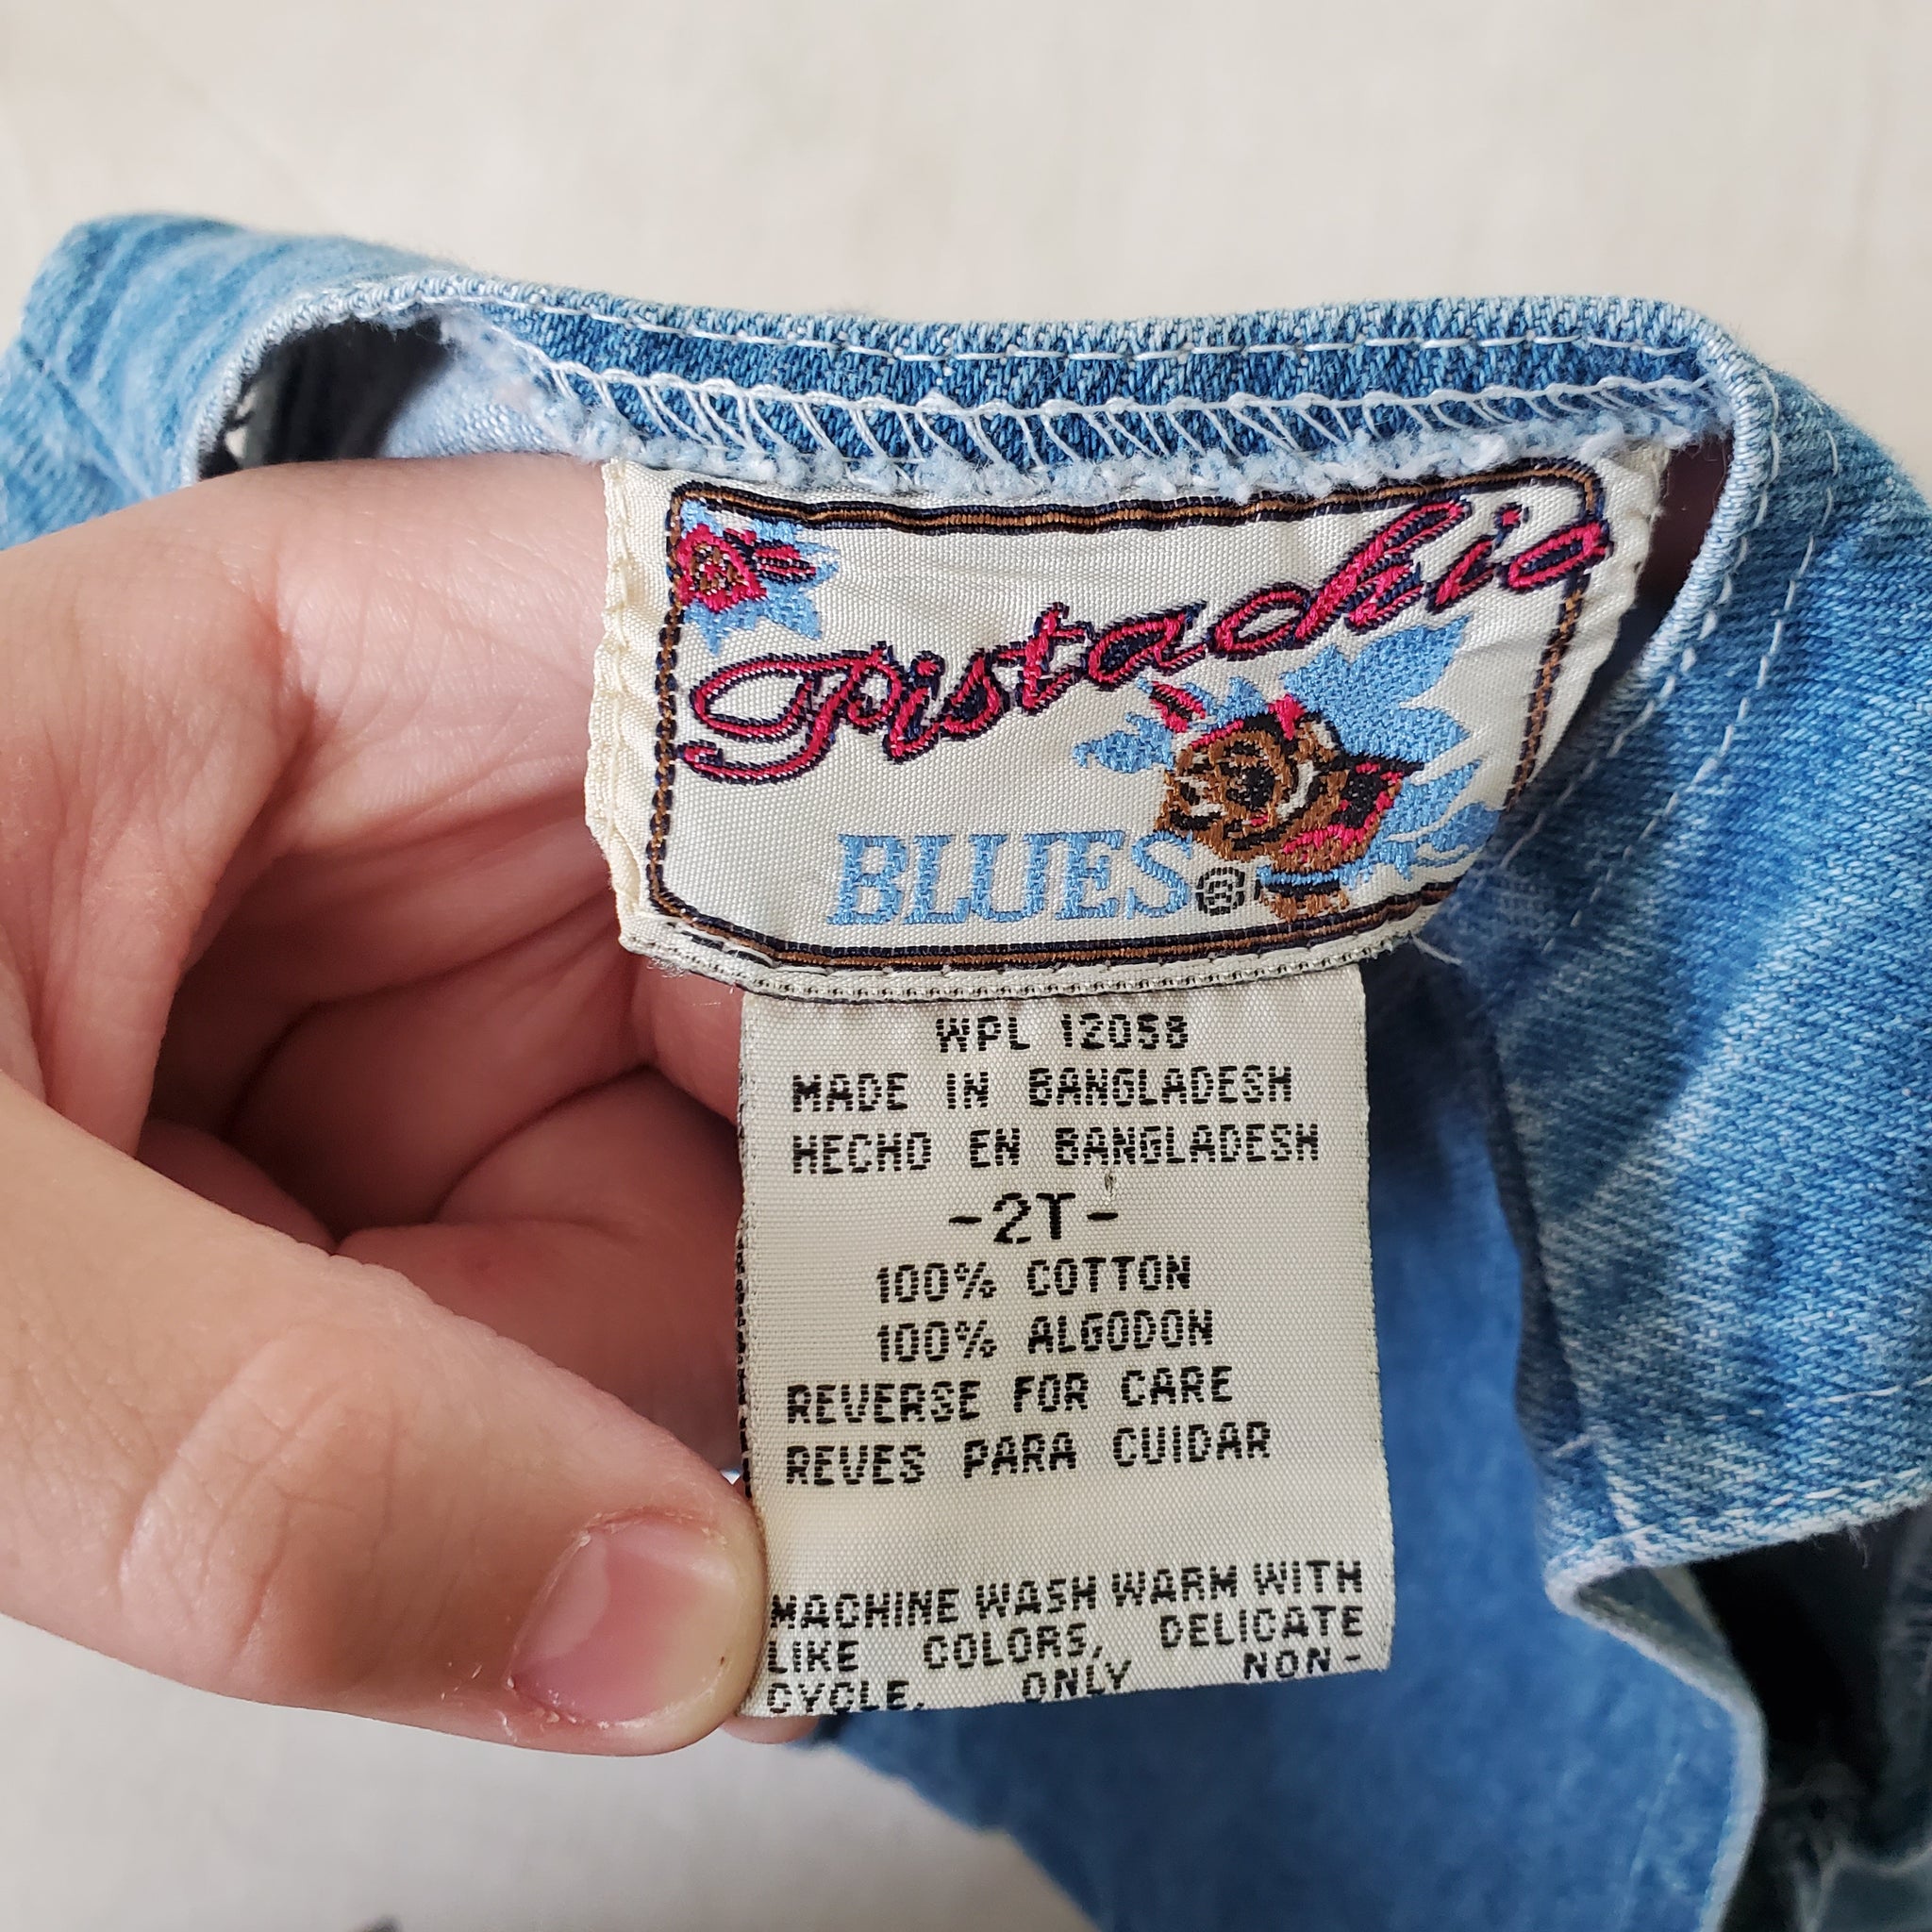 Pistachio
BLUES®
WPL 12058
MADE IN BANGLADESH
HECHO EN BANGLADESH
-2T-
100% COTTON
100% ALGODON
REVERSE FOR CARE
REVES PARA CUIDAR
MACHINE WASH WARM WITH
LIKE COLORS, DELICATE
CYCLE, ONLY NON-